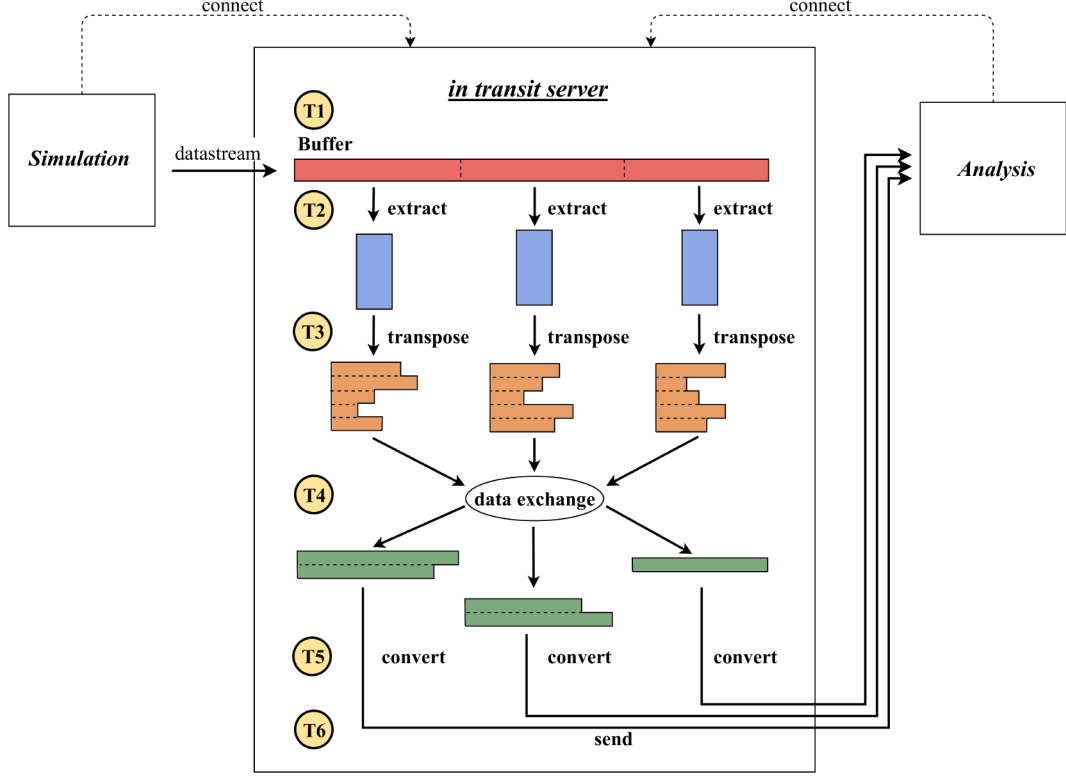 connect
connect
in transit server
T1
Simulation
datastream
Buffer
Analysis
T2
extract
extract
extract
T3
transpose
transpose
transpose
T4
data exchange
T5
convert
convert
convert
T6
send